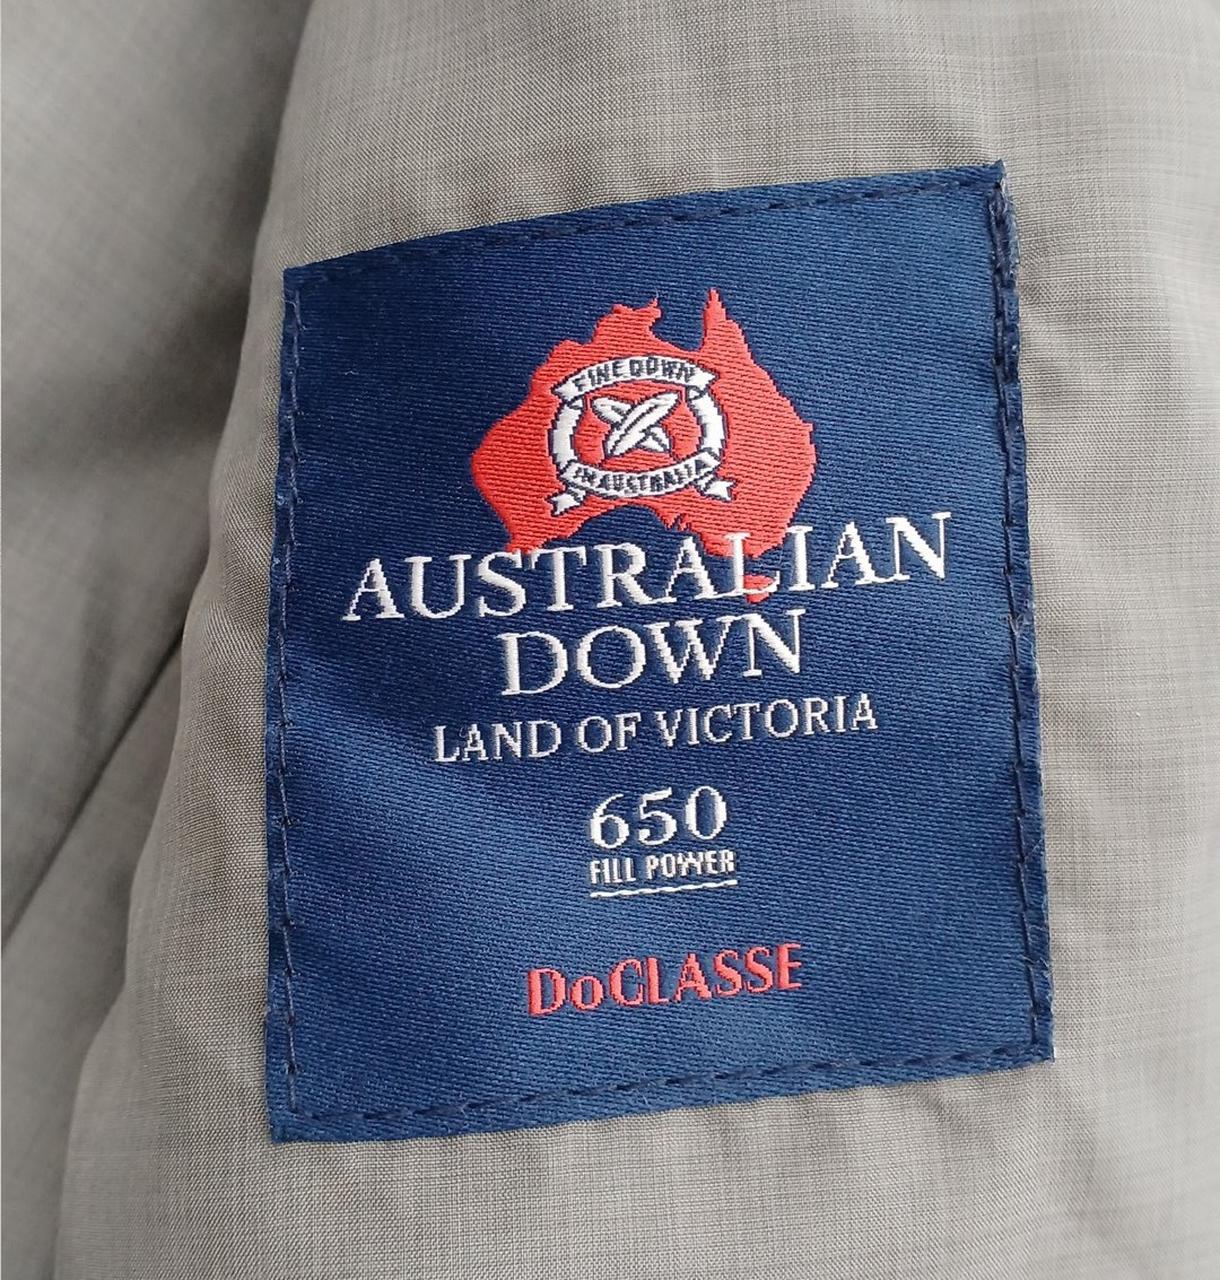 FINE DOWN
IN AUSTRALIA
AUSTRALIAN
DOWN
LAND OF VICTORIA
650
FILL POWER
DoCLASSE